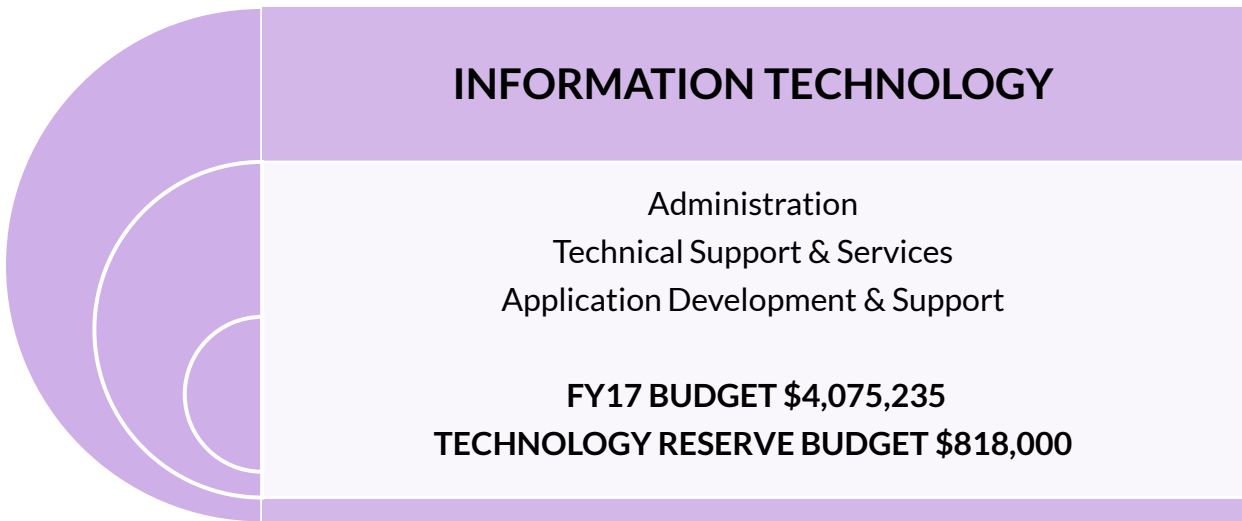 INFORMATION TECHNOLOGY
Administration
Technical Support & Services
Application Development & Support
FY17 BUDGET $4,075,235
TECHNOLOGY RESERVE BUDGET $818,000